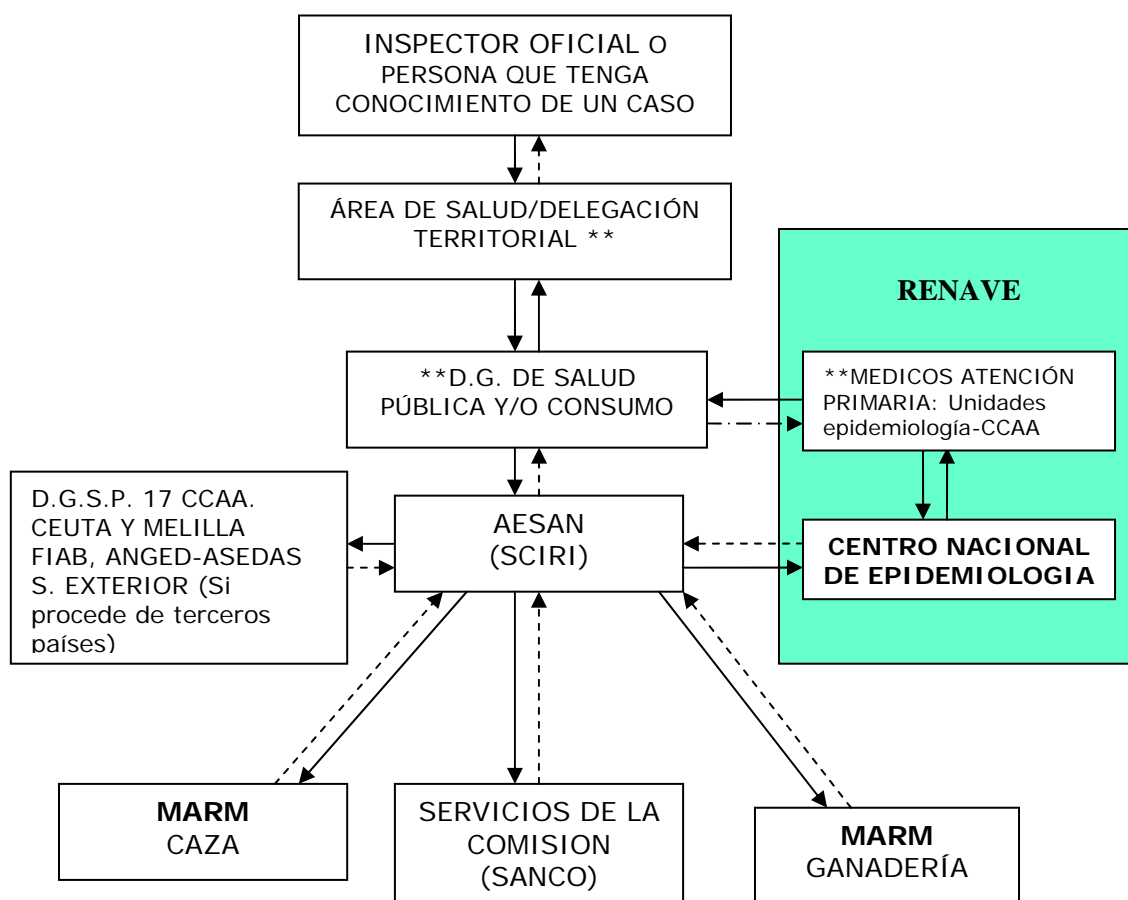 INSPECTOR OFICIAL O
PERSONA QUE TENGA
CONOCIMIENTO DE UN CASO
ÁREA DE SALUD/DELEGACIÓN
TERRITORIAL **
RENAVE
**D.G. DE SALUD
PÚBLICA Y/O CONSUMO
**MEDICOS ATENCIÓN
PRIMARIA: Unidades
epidemiología-CCAA
D.G.S.P. 17 CCAA.
CEUTA Y MELILLA
FIAB, ANGED-ASEDAS
S. EXTERIOR (Si
procede de terceros
países)
AESAN
(SCIRI)
CENTRO NACIONAL
DE EPIDEMIOLOGIA
MARM
CAZA
SERVICIOS DE LA
COMISION
(SANCO)
MARM
GANADERÍA